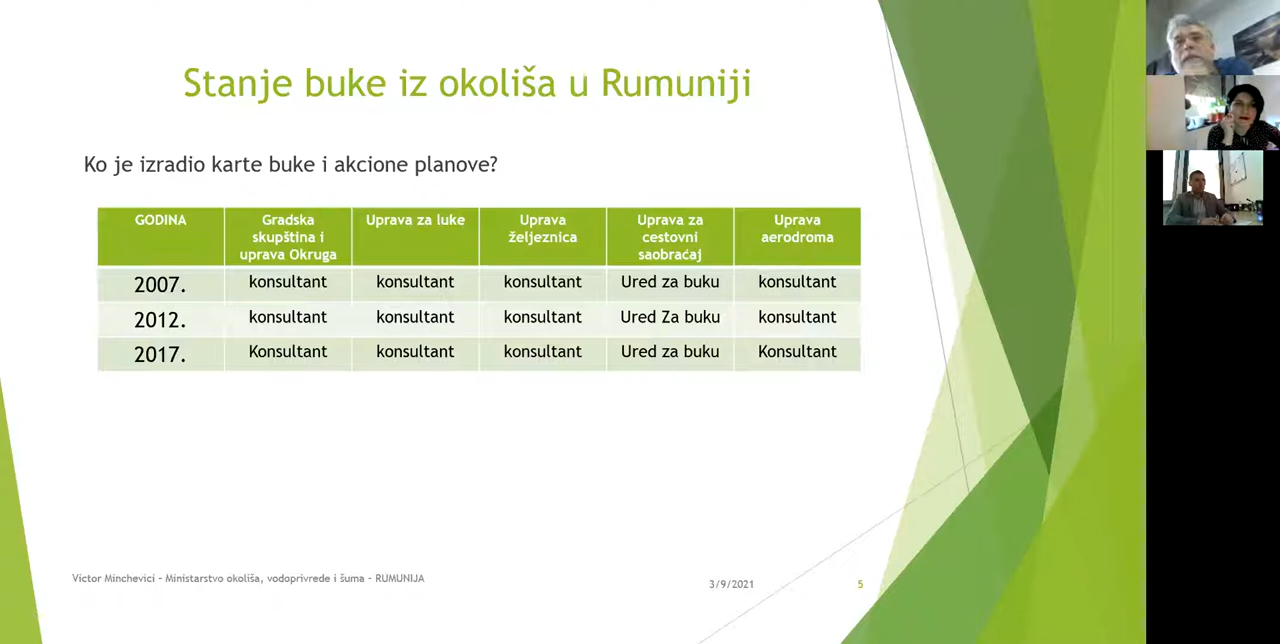 Stanje buke iz okoliša u Rumuniji
Ko je izradio karte buke i akcione planove?
GODINA
Gradska
skupština i
uprava Okruga
Uprava za luke
Uprava
željeznica
Uprava za
cestovni
saobraćaj
Uprava
aerodroma
2007. konsultant konsultant konsultant Ured za buku konsultant
2012. konsultant konsultant konsultant Ured Za buku konsultant
2017. Konsultant konsultant konsultant Ured za buku Konsultant
Victor Minchevici – Ministarstvo okoliša, vodoprivrede i šuma – RUMUNIJA
3/9/2021
5